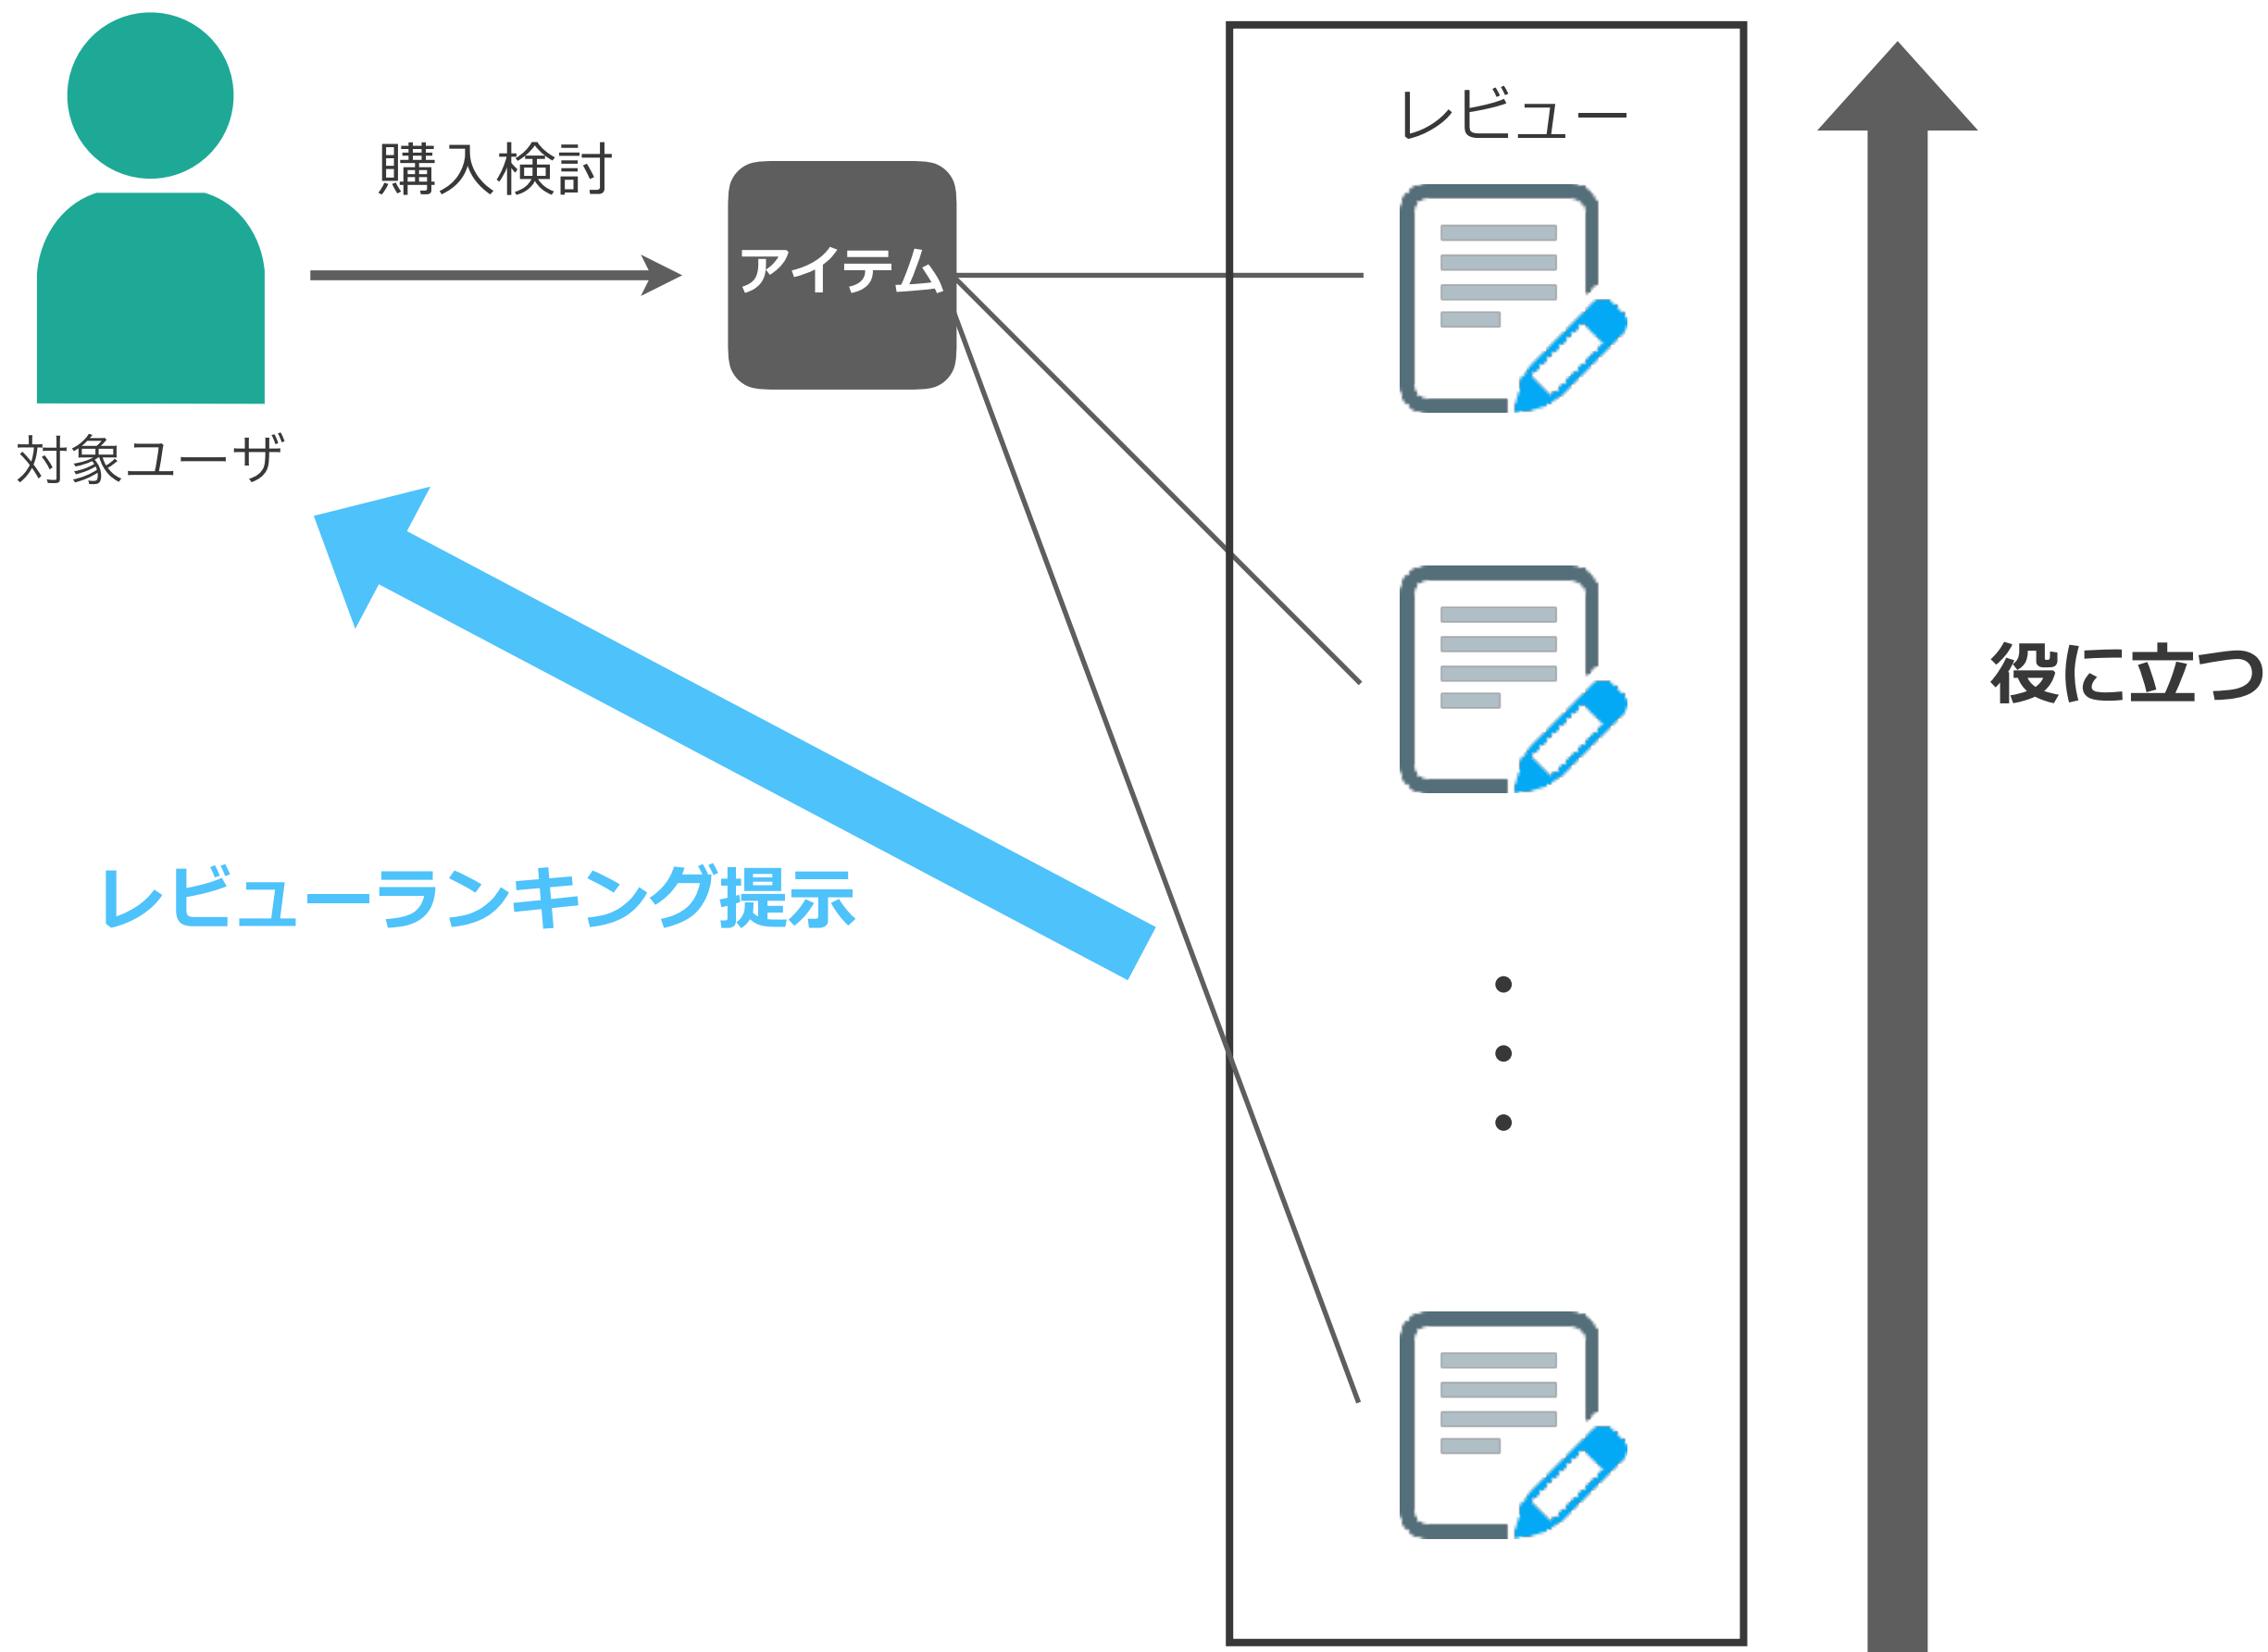 レビュー
購入検討
アイテム
対象ユーザ
役に立つ
レビューランキング提示